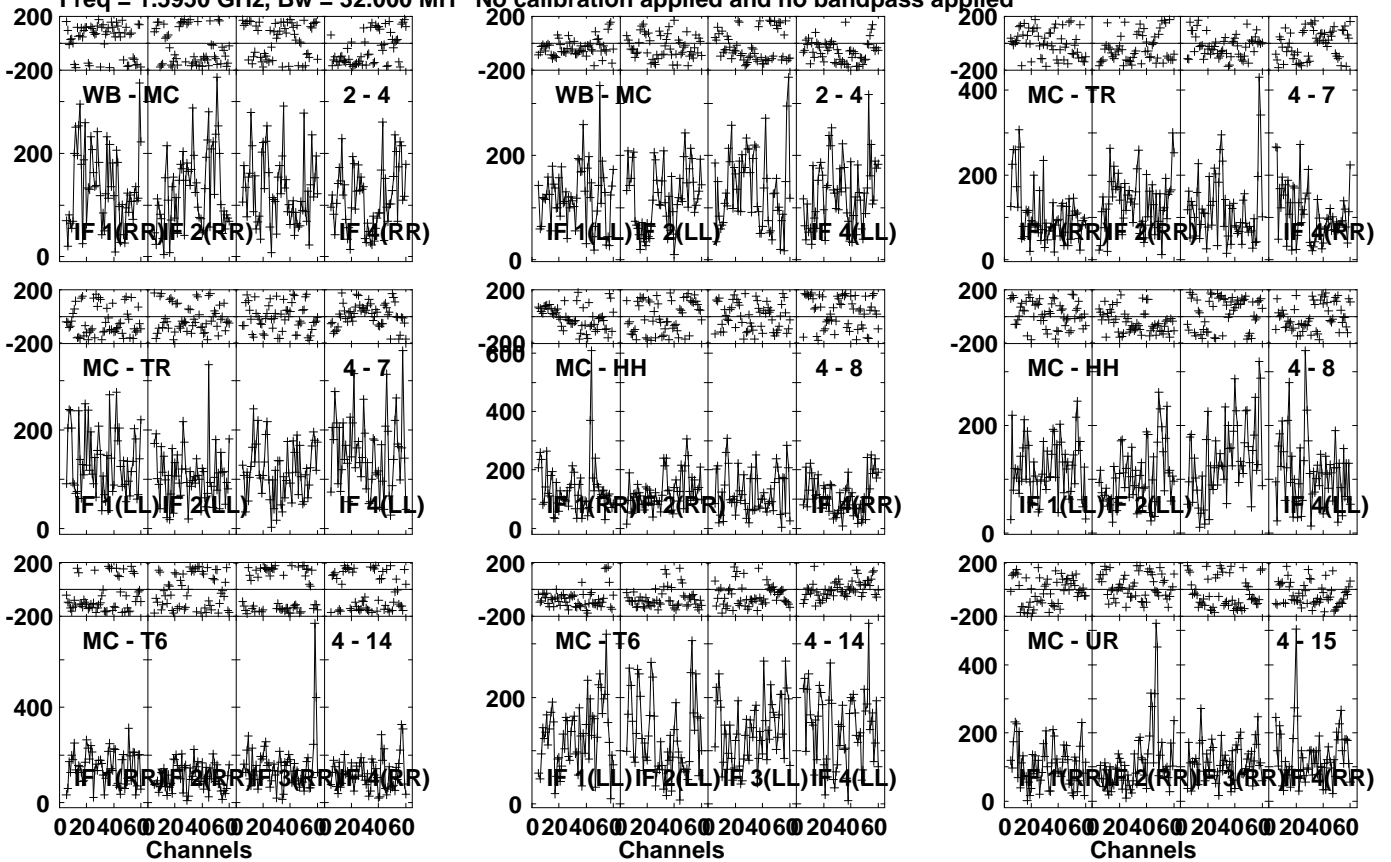 Freq = 1.5950 GHz, Bw = 32.000 MH No calibration applied and no bandpass applied
200
-200
WB - MC 2 - 4
200
0
IF 1(RR) IF 2(RR) IF 4(RR)
200
-200
WB - MC 2 - 4
200
0
IF 1(LL) IF 2(LL) IF 4(LL)
200
-200
400
MC - TR 4 - 7
200
0
IF 1(RR) IF 2(RR) IF 4(RR)
200
-200
MC - TR 4 - 7
200
0
IF 1(LL) IF 2(LL) IF 4(LL)
200
-200
600
MC - HH 4 - 8
400
200
0
IF 1(RR) IF 2(RR) IF 4(RR)
200
-200
MC - HH 4 - 8
200
0
IF 1(LL) IF 2(LL) IF 4(LL)
200
-200
MC - T6 4 - 14
400
0
IF 1(RR) IF 2(RR) IF 3(RR) IF 4(RR)
0 20 40 60 0 20 40 60 0 20 40 60 0 20 40 60
Channels
200
-200
MC - T6 4 - 14
200
0
IF 1(LL) IF 2(LL) IF 3(LL) IF 4(LL)
0 20 40 60 0 20 40 60 0 20 40 60 0 20 40 60
Channels
200
-200
MC - UR 4 - 15
400
200
0
IF 1(RR) IF 2(RR) IF 3(RR) IF 4(RR)
0 20 40 60 0 20 40 60 0 20 40 60 0 20 40 60
Channels